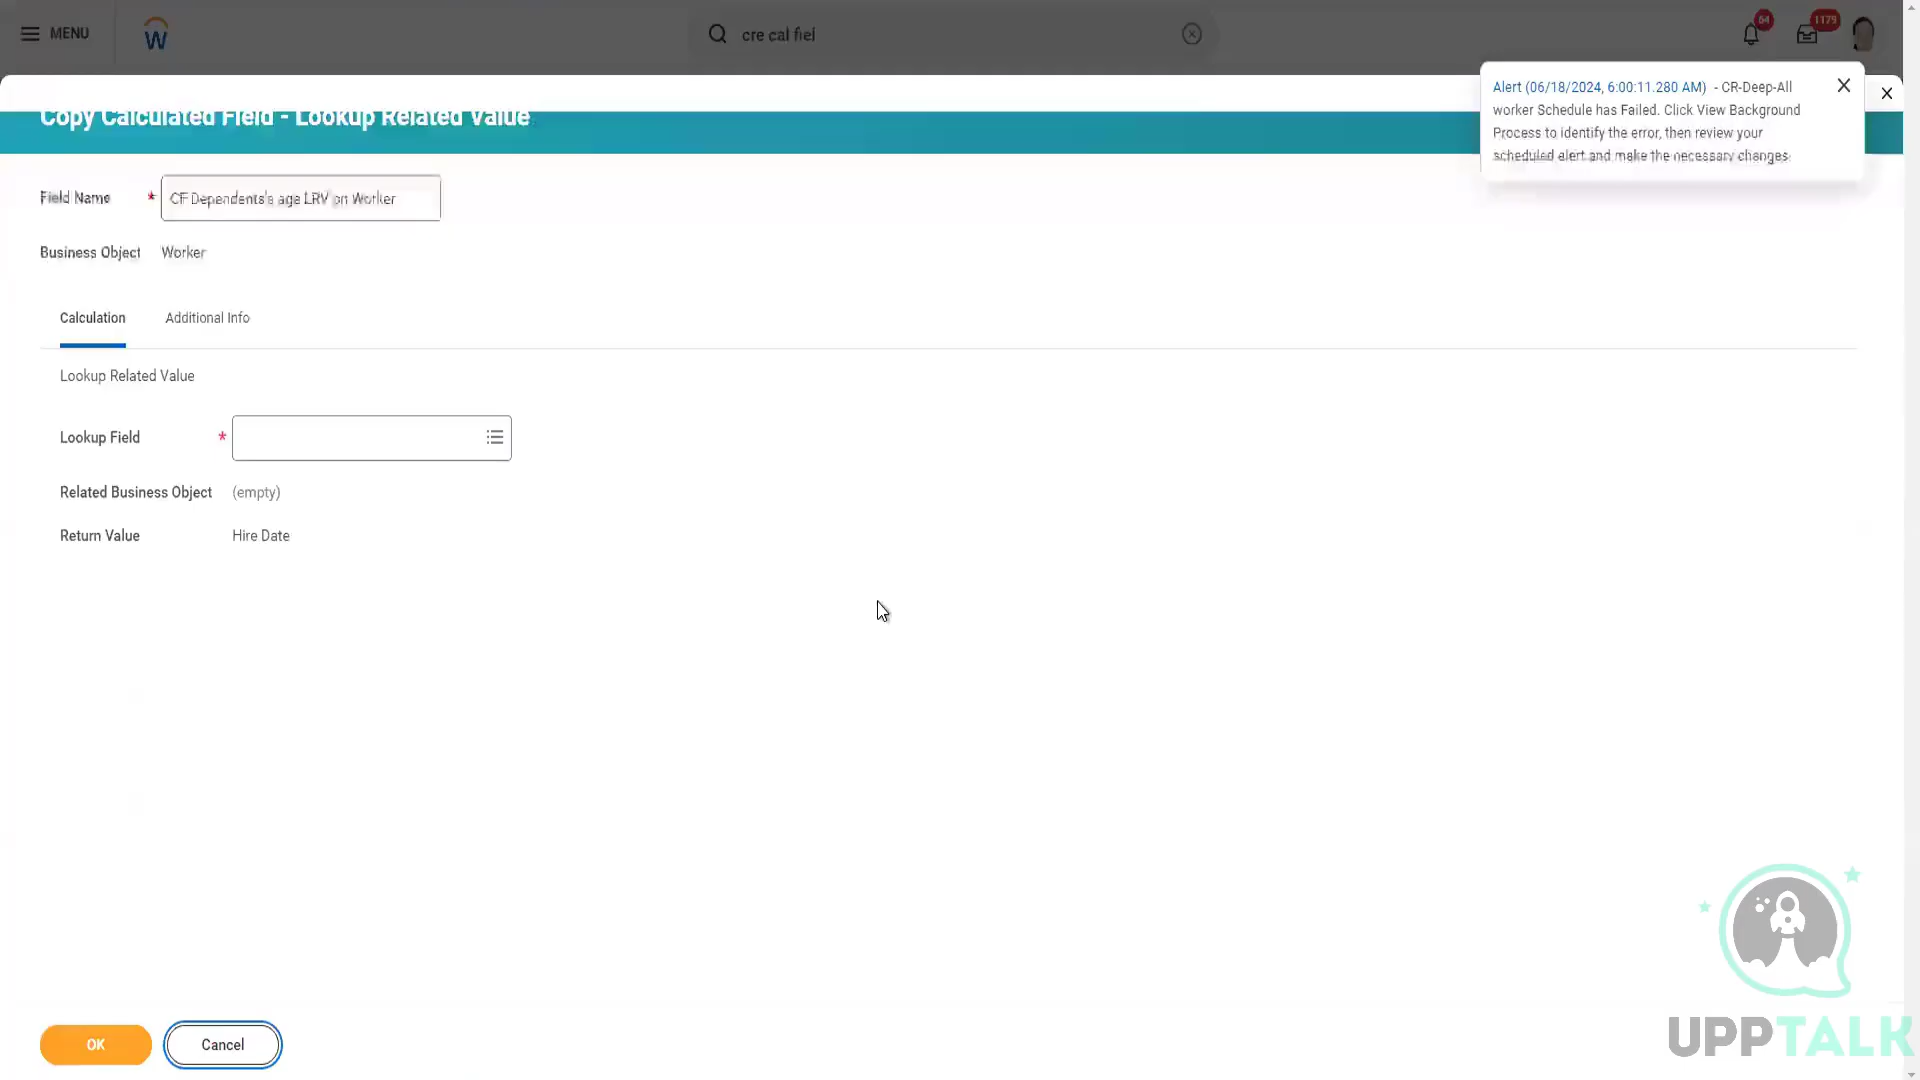 MENU
cre cal fiel
64
1179
Copy Calculated Field - Lookup Related Value
Alert (06/18/2024, 6:00:11.280 AM) - CR-Deep-All
worker Schedule has Failed. Click View Background
Process to identify the error, then review your
scheduled alert and make the necessary changes
Field Name * CF Dependents's age LRV on Worker
Business Object Worker
Calculation Additional Info
Lookup Related Value
Lookup Field *
Related Business Object (empty)
Return Value Hire Date
OK Cancel
UPPTALK